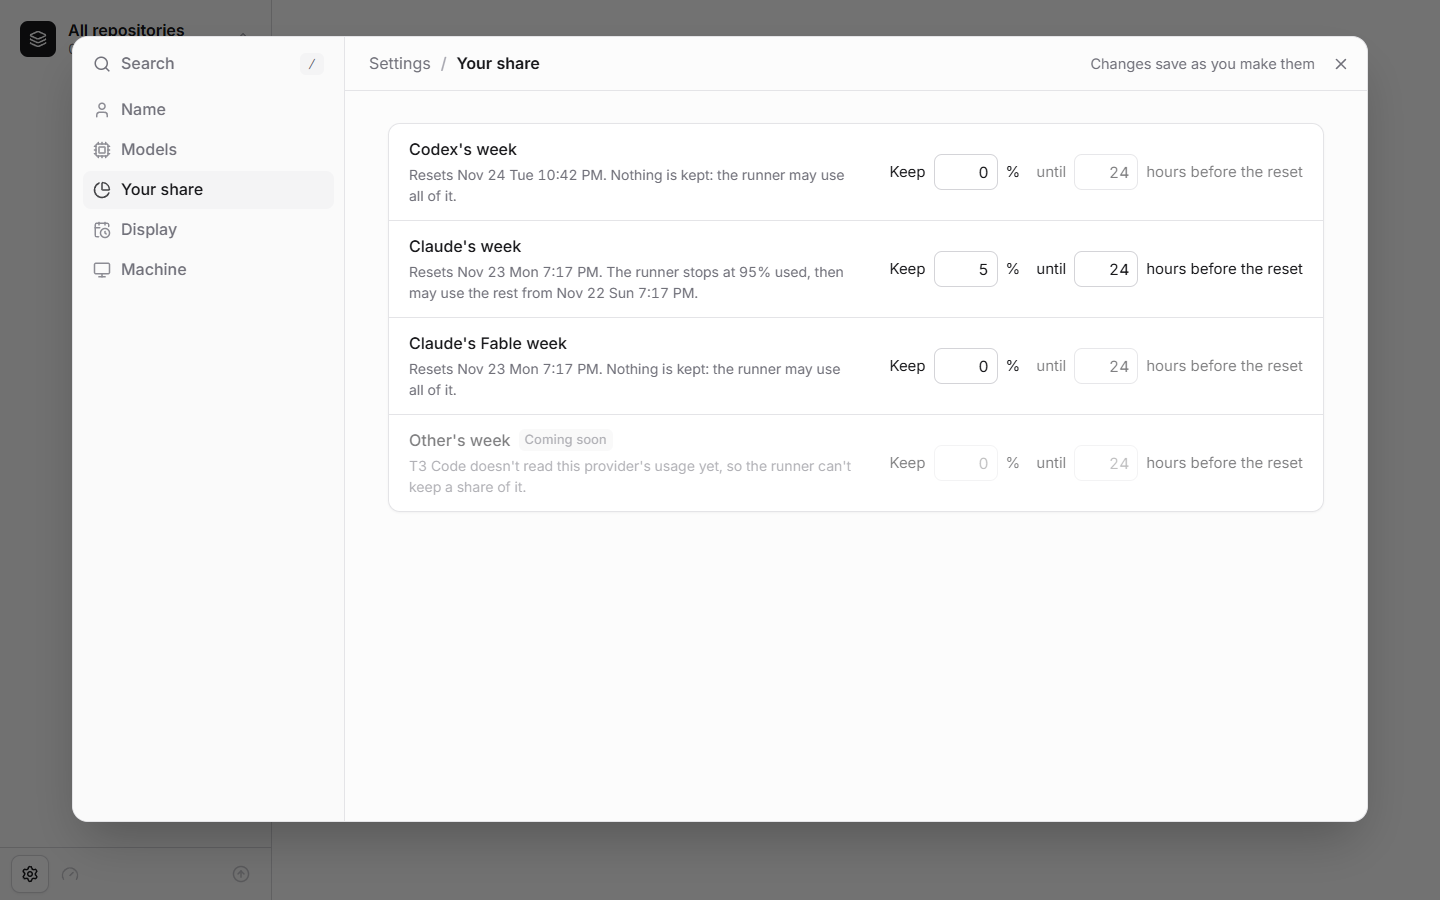 All repositories
Search /
Name
Models
Your share
Display
Machine
Settings / Your share
Changes save as you make them
Codex's week
Resets Nov 24 Tue 10:42 PM. Nothing is kept: the runner may use
all of it.
Keep 0 % until 24 hours before the reset
Claude's week
Resets Nov 23 Mon 7:17 PM. The runner stops at 95% used, then
may use the rest from Nov 22 Sun 7:17 PM.
Keep 5 % until 24 hours before the reset
Claude's Fable week
Resets Nov 23 Mon 7:17 PM. Nothing is kept: the runner may use
all of it.
Keep 0 % until 24 hours before the reset
Other's week Coming soon
T3 Code doesn't read this provider's usage yet, so the runner can't
keep a share of it.
Keep 0 % until 24 hours before the reset